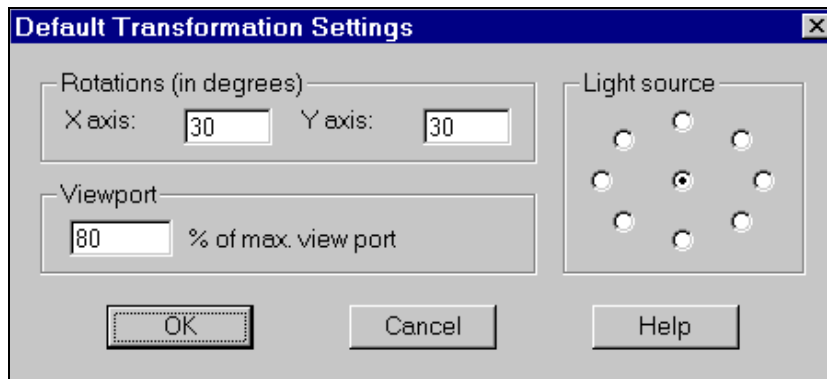 Default Transformation Settings
Rotations (in degrees)
X axis: 30 Y axis: 30
Light source
Viewport
80 % of max. view port
OK Cancel Help